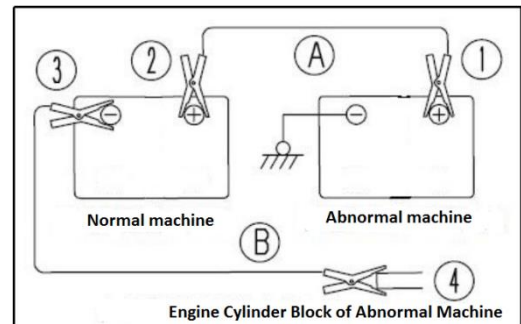 A
3
2
1
−
+
−
+
Normal machine
Abnormal machine
B
4
Engine Cylinder Block of Abnormal Machine